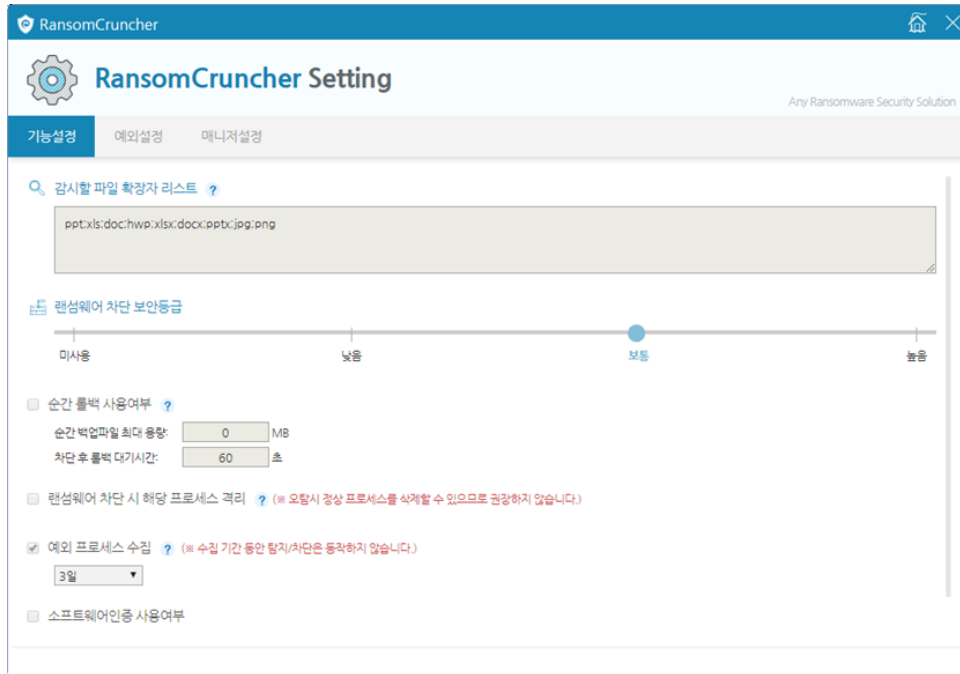 RansomCruncher
RansomCruncher Setting
Any Ransomware Security Solution
기능설정 예외설정 매니저설정
감시할 파일 확장자 리스트 ?
ppt;xls;doc;hwp;xlsx;docx;pptx;jpg;png
랜섬웨어 차단 보안등급
미사용 낮음 보통 높음
순간 롤백 사용여부 ?
순간 백업파일 최대 용량: 0 MB
차단 후 롤백 대기시간: 60 초
랜섬웨어 차단 시 해당 프로세스 격리 ? (※ 오탐시 정상 프로세스를 삭제할 수 있으므로 권장하지 않습니다.)
예외 프로세스 수집 ? (※ 수집 기간 동안 탐지/차단은 동작하지 않습니다.)
3일
소프트웨어인증 사용여부